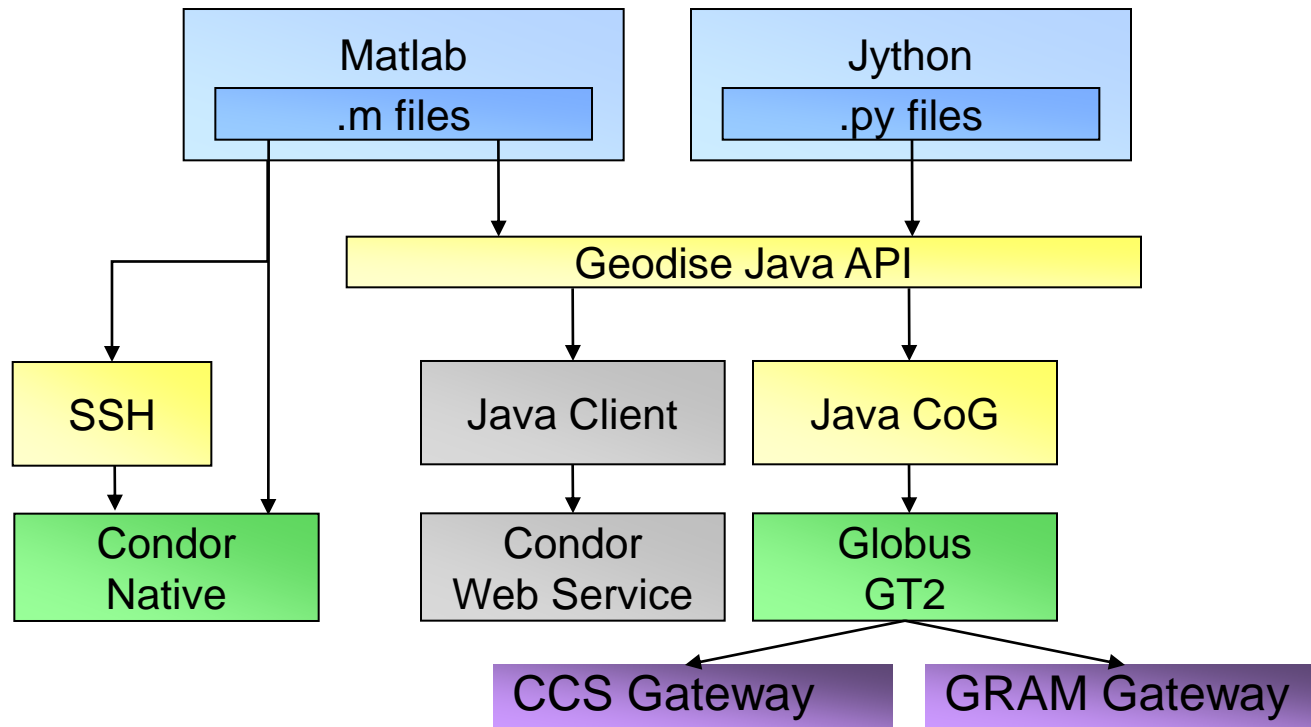 Matlab
Jython
.m files
.py files
Geodise Java API
SSH
Java Client
Java CoG
Condor
Native
Condor
Web Service
Globus
GT2
CCS Gateway
GRAM Gateway